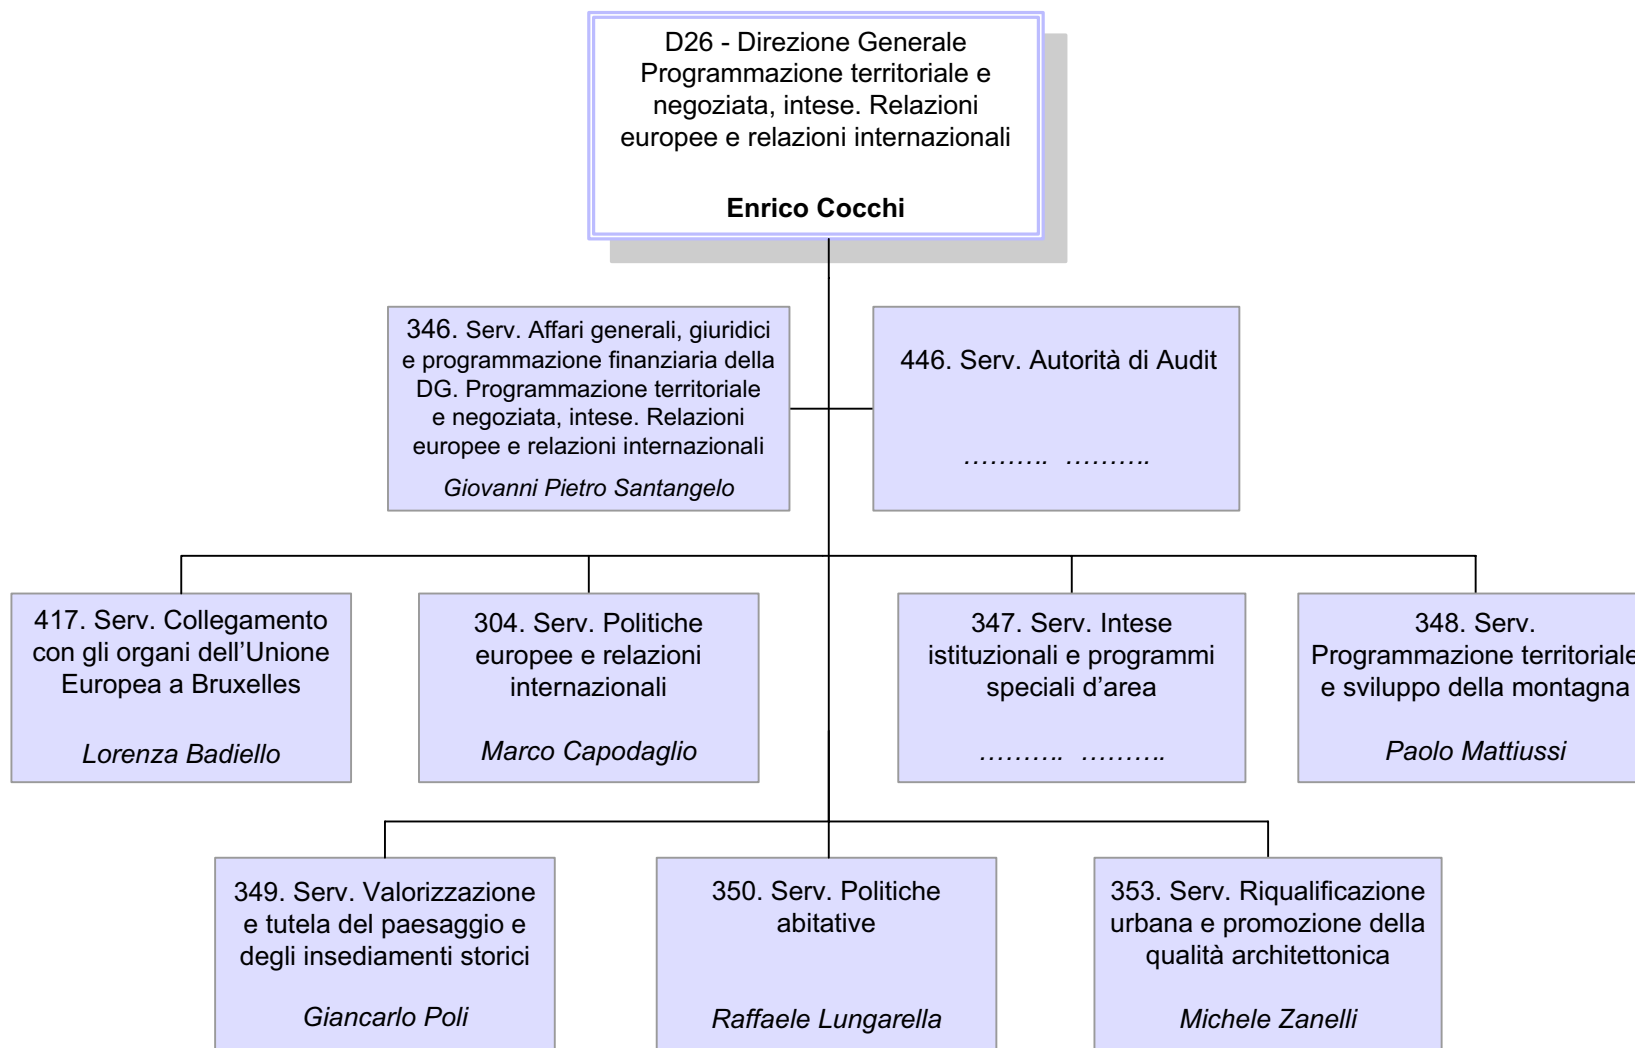 D26 - Direzione Generale
Programmazione territoriale e
negoziata, intese. Relazioni
europee e relazioni internazionali
Enrico Cocchi
346. Serv. Affari generali, giuridici
e programmazione finanziaria della
DG. Programmazione territoriale
e negoziata, intese. Relazioni
europee e relazioni internazionali
Giovanni Pietro Santangelo
446. Serv. Autorità di Audit
………. ……….
417. Serv. Collegamento
con gli organi dell’Unione
Europea a Bruxelles
Lorenza Badiello
304. Serv. Politiche
europee e relazioni
internazionali
Marco Capodaglio
347. Serv. Intese
istituzionali e programmi
speciali d’area
………. ……….
348. Serv.
Programmazione territoriale
e sviluppo della montagna
Paolo Mattiussi
349. Serv. Valorizzazione
e tutela del paesaggio e
degli insediamenti storici
Giancarlo Poli
350. Serv. Politiche
abitative
Raffaele Lungarella
353. Serv. Riqualificazione
urbana e promozione della
qualità architettonica
Michele Zanelli